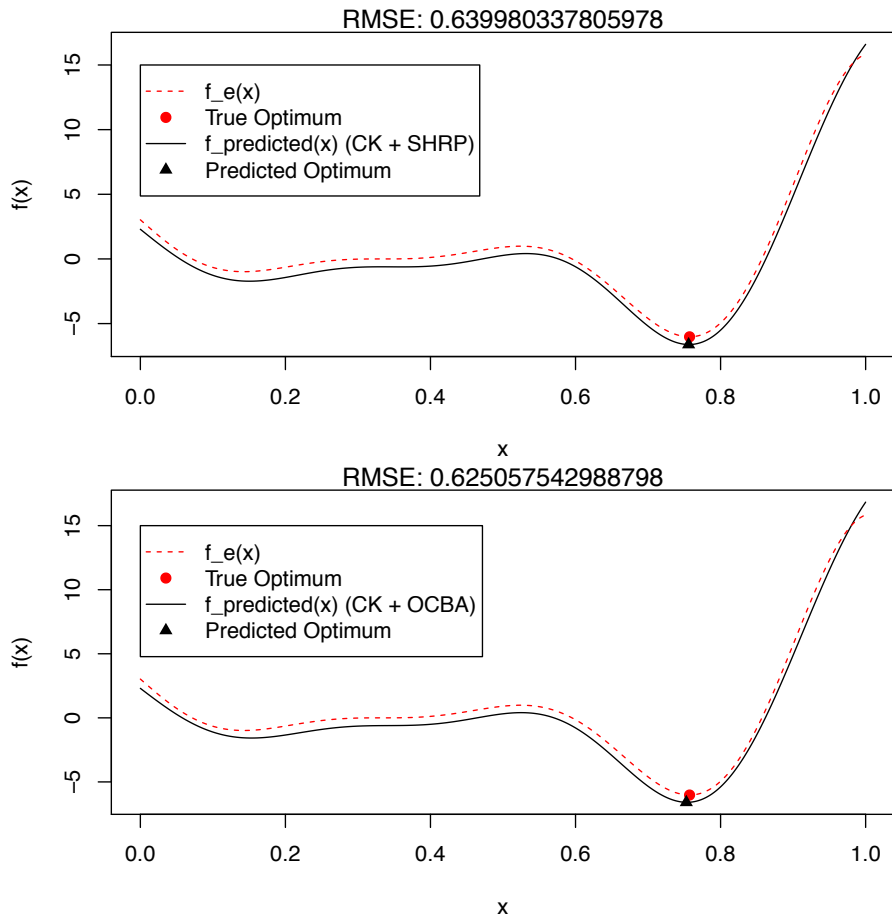 RMSE: 0.639980337805978
15
10
5
0
−5
f(x)
f_e(x)
True Optimum
f_predicted(x) (CK + SHRP)
Predicted Optimum
0.0 0.2 0.4 0.6 0.8 1.0
x
RMSE: 0.625057542988798
15
10
5
0
−5
f(x)
f_e(x)
True Optimum
f_predicted(x) (CK + OCBA)
Predicted Optimum
0.0 0.2 0.4 0.6 0.8 1.0
x